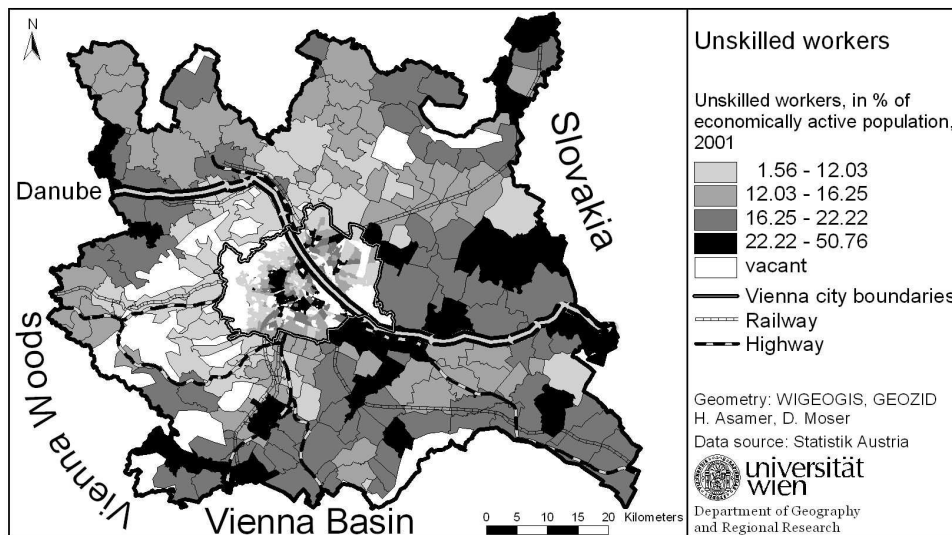 N
Danube
Slovakia
Vienna Woods
Vienna Basin
0 5 10 15 20 Kilometers
Unskilled workers
Unskilled workers, in % of
economically active population,
2001
1.56 - 12.03
12.03 - 16.25
16.25 - 22.22
22.22 - 50.76
vacant
Vienna city boundaries
Railway
Highway
Geometry: WIGEOGIS, GEOZID
H. Asamer, D. Moser
Data source: Statistik Austria
universität
wien
Department of Geography
and Regional Research